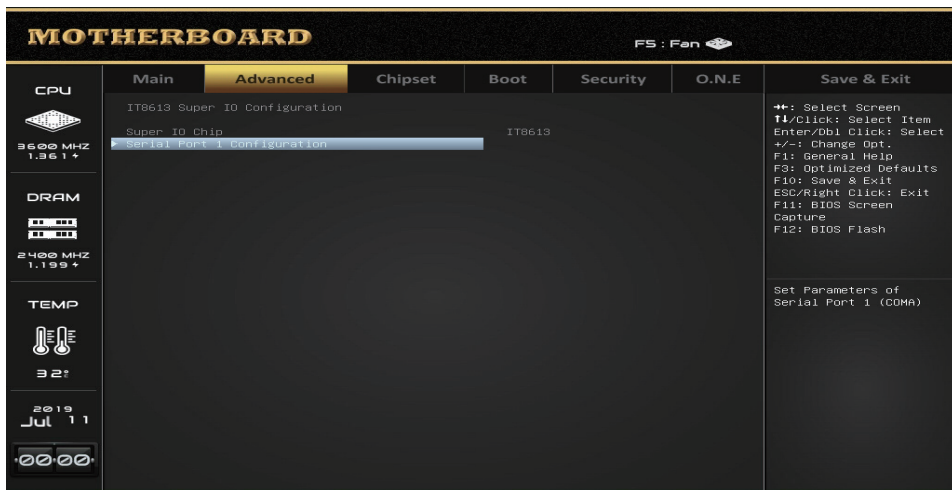 MOTHERBOARD
F5 : Fan
Main Advanced Chipset Boot Security O.N.E Save & Exit
CPU
3600 MHZ
1.361
DRAM
2400 MHZ
1.199
TEMP
32°
2019
Jul 11
00:00
IT8613 Super IO Configuration
Super IO Chip IT8613
Serial Port 1 Configuration
→←: Select Screen
↑↓/Click: Select Item
Enter/Dbl Click: Select
+/-: Change Opt.
F1: General Help
F3: Optimized Defaults
F10: Save & Exit
ESC/Right Click: Exit
F11: BIOS Screen
Capture
F12: BIOS Flash
Set Parameters of
Serial Port 1 (COMA)